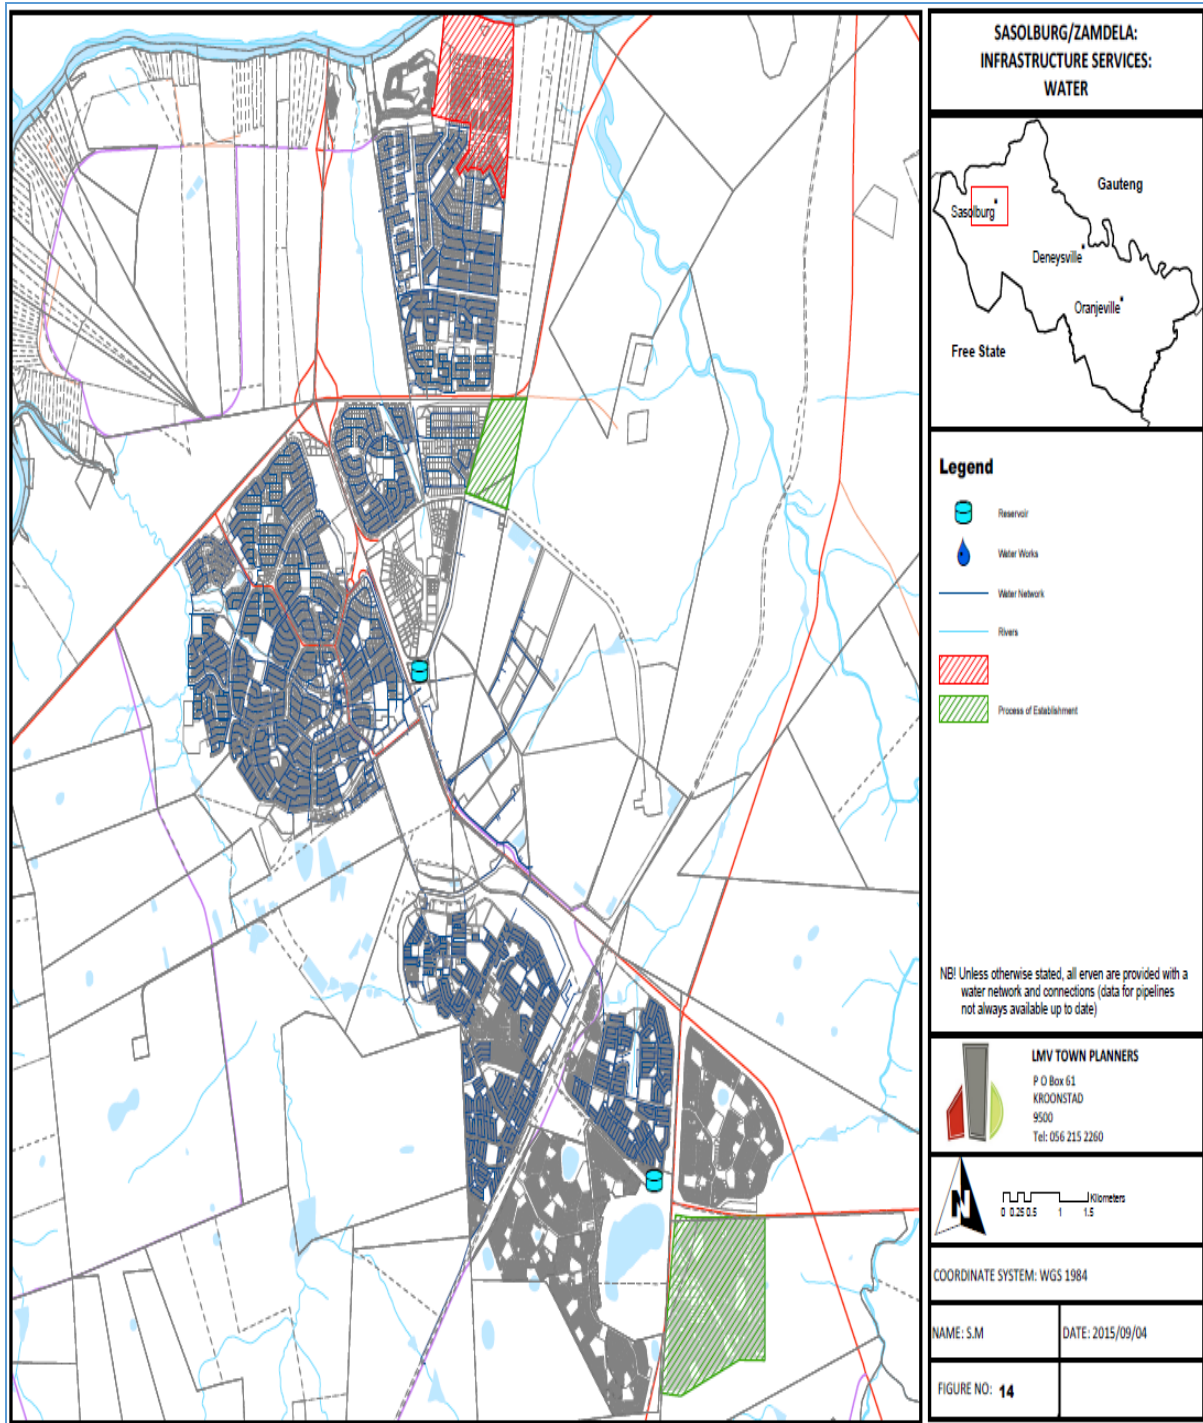 SASOLBURG/ZAMDELA:
INFRASTRUCTURE SERVICES:
WATER
Gauteng
Sasolburg
Deneysville
Oranjeville
Free State
Legend
Reservoir
Water Works
Water Network
Rivers
Process of Establishment
NB! Unless otherwise stated, all erven are provided with a
water network and connections (data for pipelines
not always available up to date)
LMV TOWN PLANNERS
P O Box 61
KROONSTAD
9500
Tel: 056 215 2260
N
Kilometers
0 0.25 0.5 1 1.5
COORDINATE SYSTEM: WGS 1984
NAME: S.M
DATE: 2015/09/04
FIGURE NO: 14